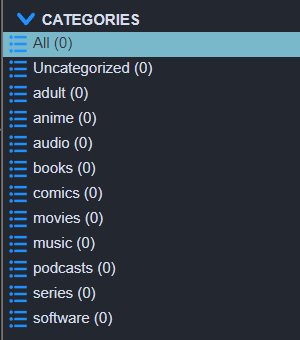 CATEGORIES
All (0)
Uncategorized (0)
adult (0)
anime (0)
audio (0)
books (0)
comics (0)
movies (0)
music (0)
podcasts (0)
series (0)
software (0)